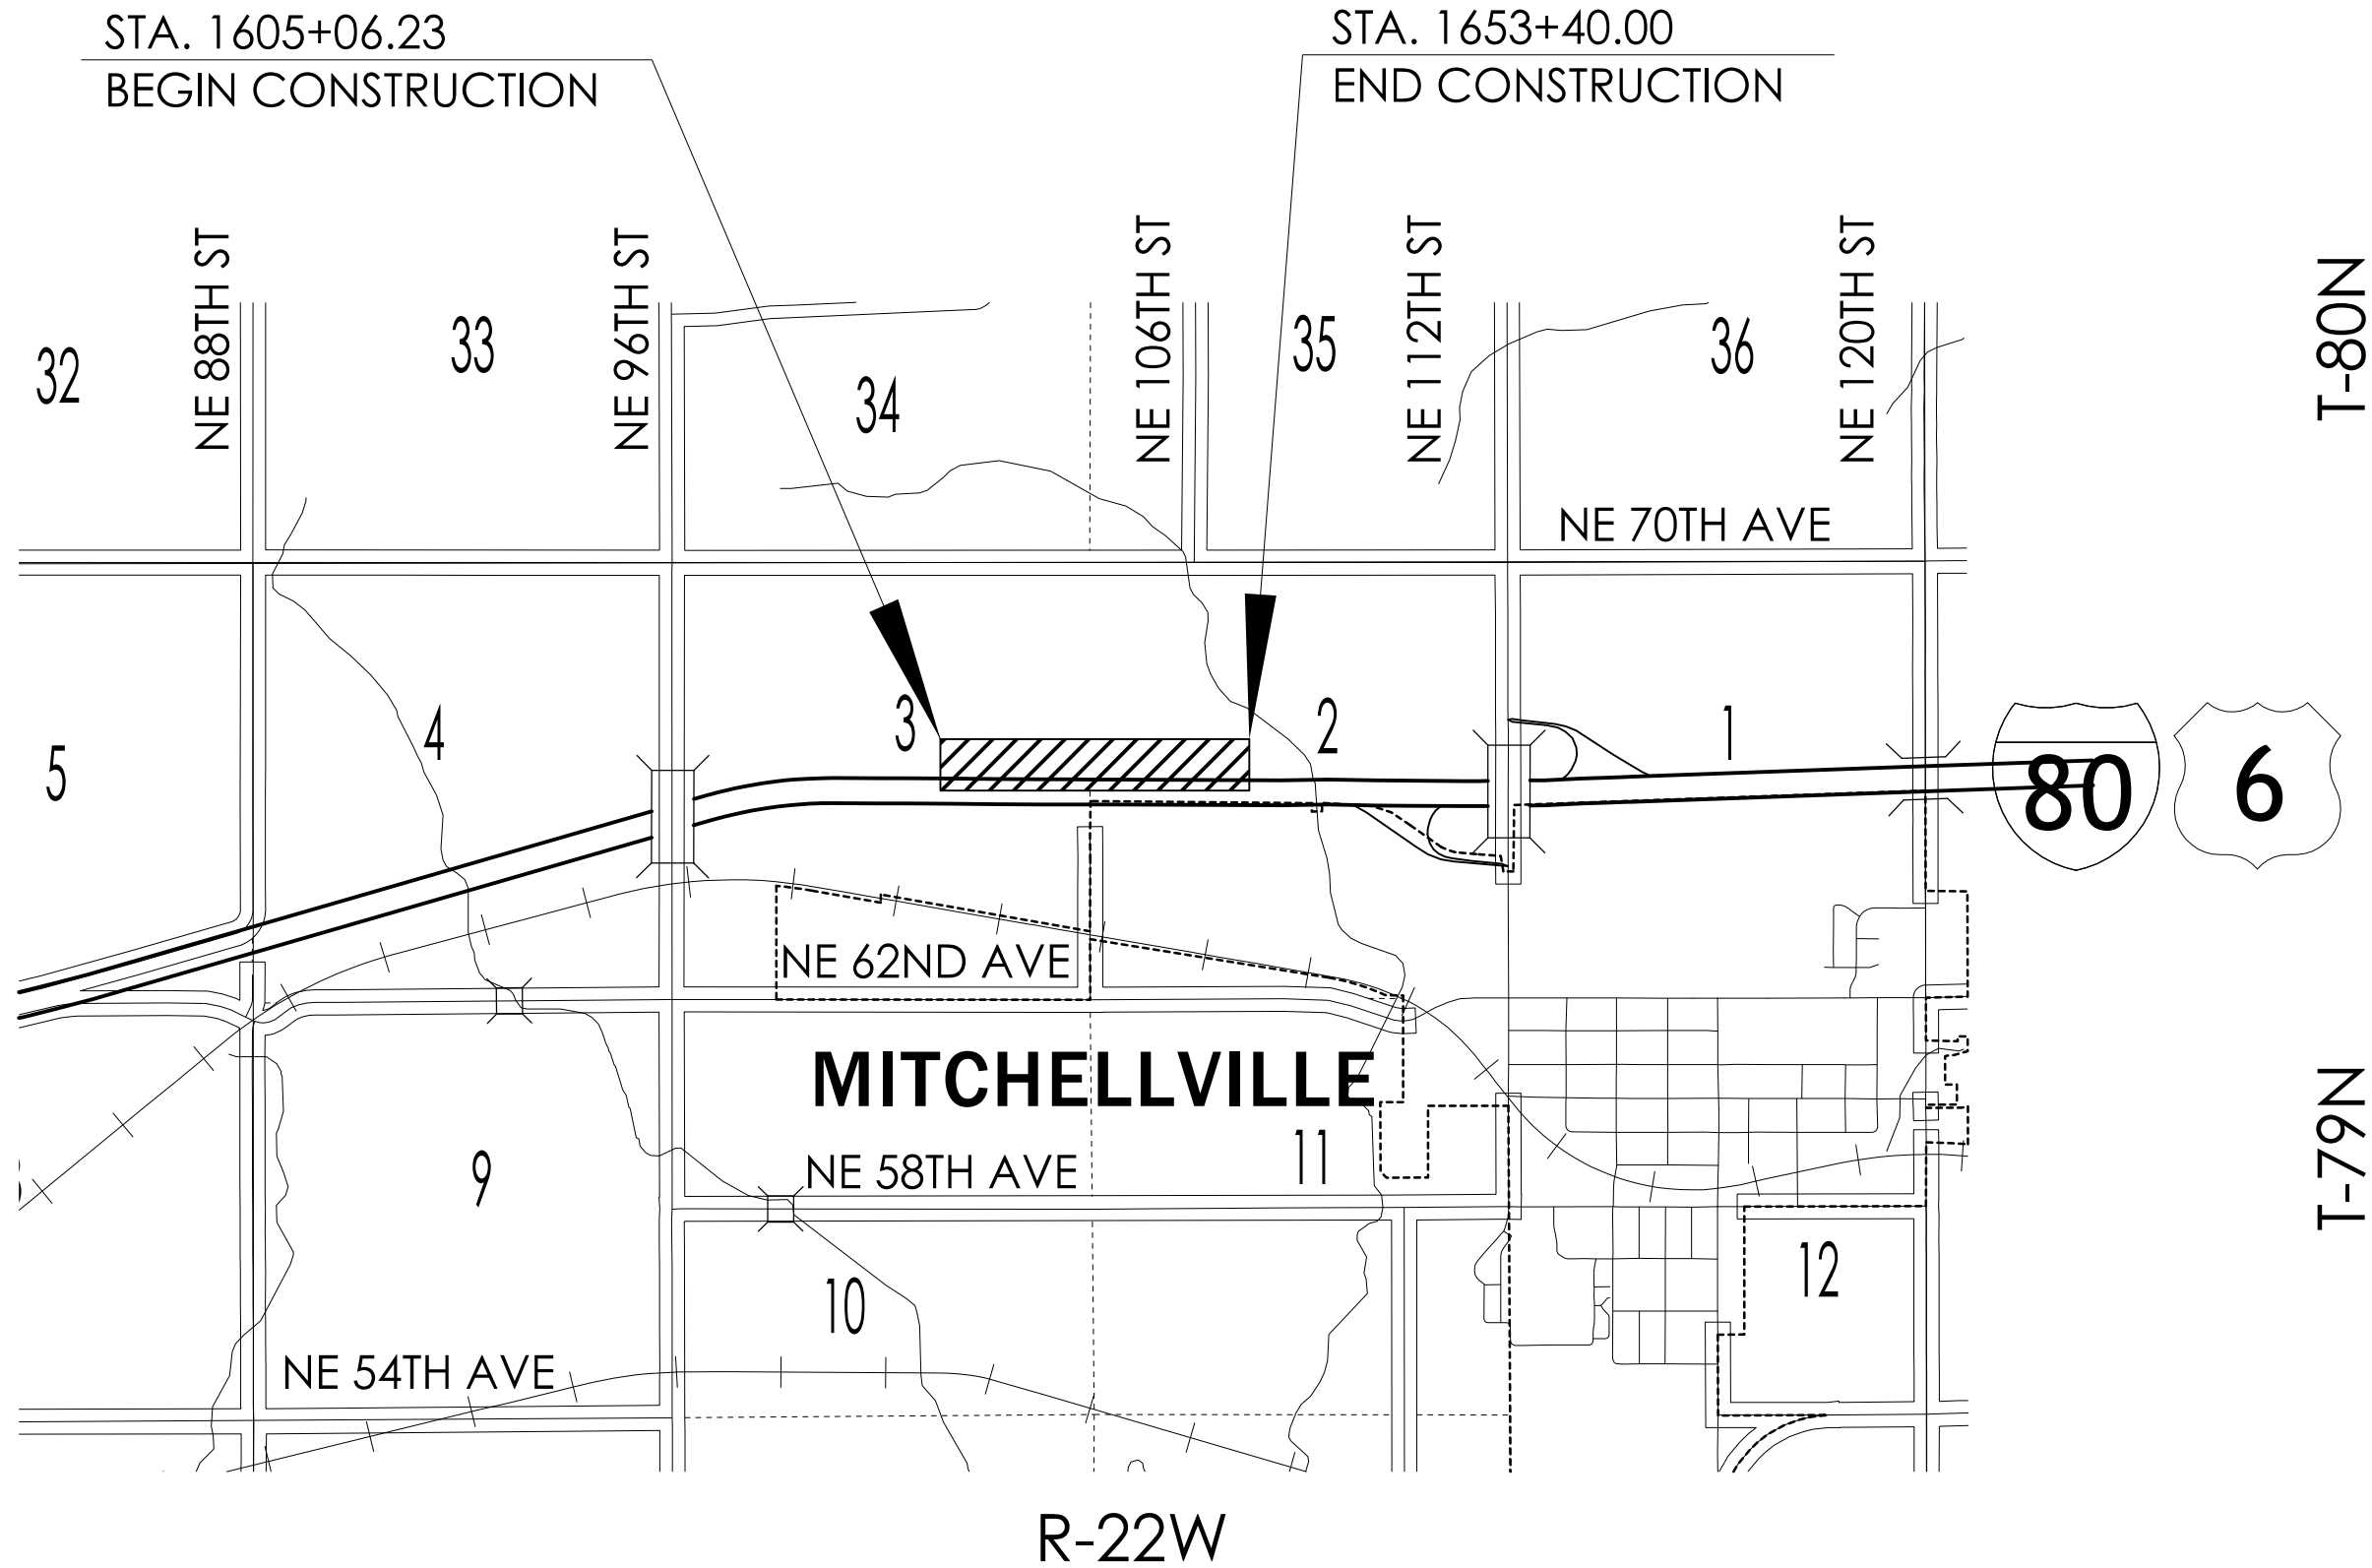 STA. 1605+06.23
BEGIN CONSTRUCTION
STA. 1653+40.00
END CONSTRUCTION
NE 88TH ST
NE 96TH ST
NE 106TH ST
NE 112TH ST
NE 120TH ST
T-80N
32
33
34
35
36
NE 70TH AVE
5
4
3
2
1
80
6
NE 62ND AVE
MITCHELLVILLE
T-79N
9
NE 58TH AVE
11
10
12
NE 54TH AVE
R-22W